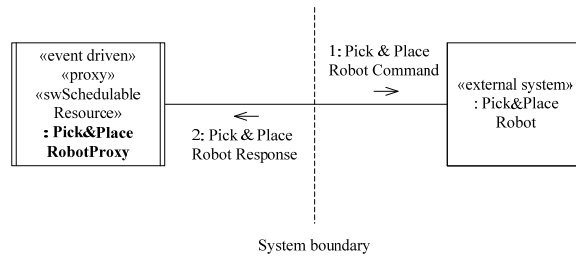 «event driven»
«proxy»
«swSchedulable
Resource»
: Pick&Place
RobotProxy
1: Pick & Place
Robot Command
2: Pick & Place
Robot Response
«external system»
: Pick&Place
Robot
System boundary